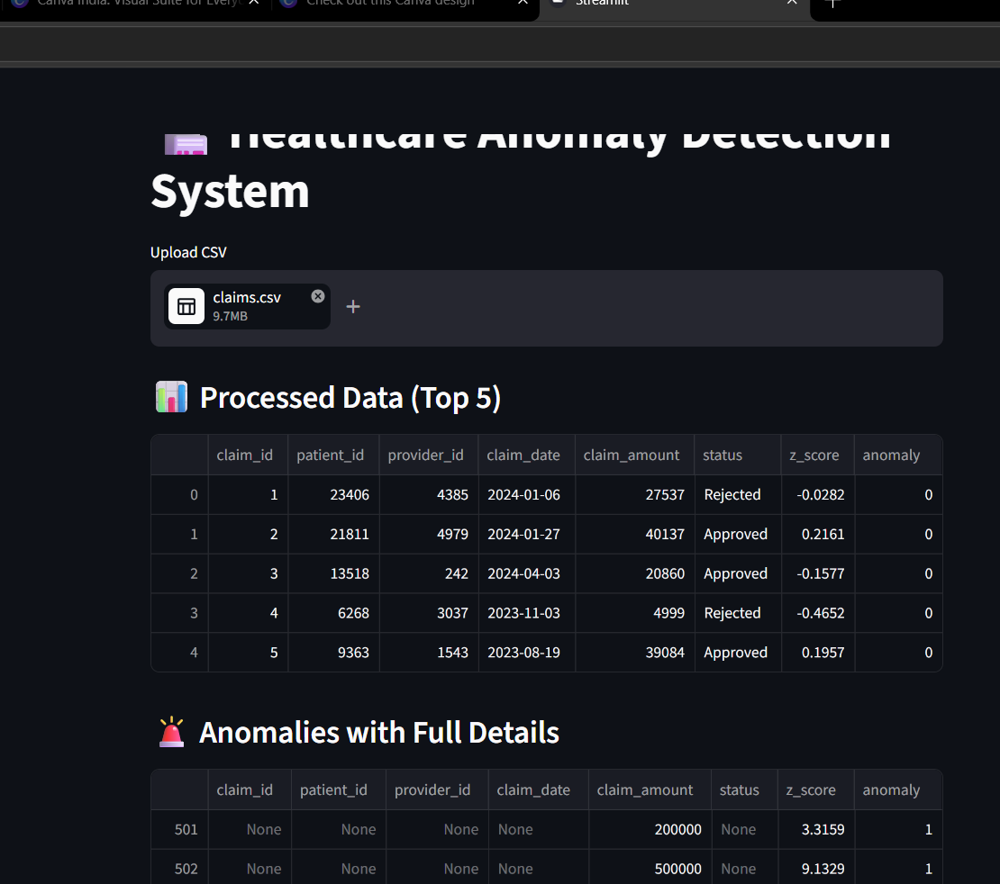 Canva India: Visual Suite for Everyt
Check out this Canva design
Streamlit
Healthcare Anomaly Detection
System
Upload CSV
claims.csv
9.7MB
Processed Data (Top 5)
claim_id patient_id provider_id claim_date claim_amount status z_score anomaly
0 1 23406 4385 2024-01-06 27537 Rejected -0.0282 0
1 2 21811 4979 2024-01-27 40137 Approved 0.2161 0
2 3 13518 242 2024-04-03 20860 Approved -0.1577 0
3 4 6268 3037 2023-11-03 4999 Rejected -0.4652 0
4 5 9363 1543 2023-08-19 39084 Approved 0.1957 0
Anomalies with Full Details
claim_id patient_id provider_id claim_date claim_amount status z_score anomaly
501 None None None None 200000 None 3.3159 1
502 None None None None 500000 None 9.1329 1